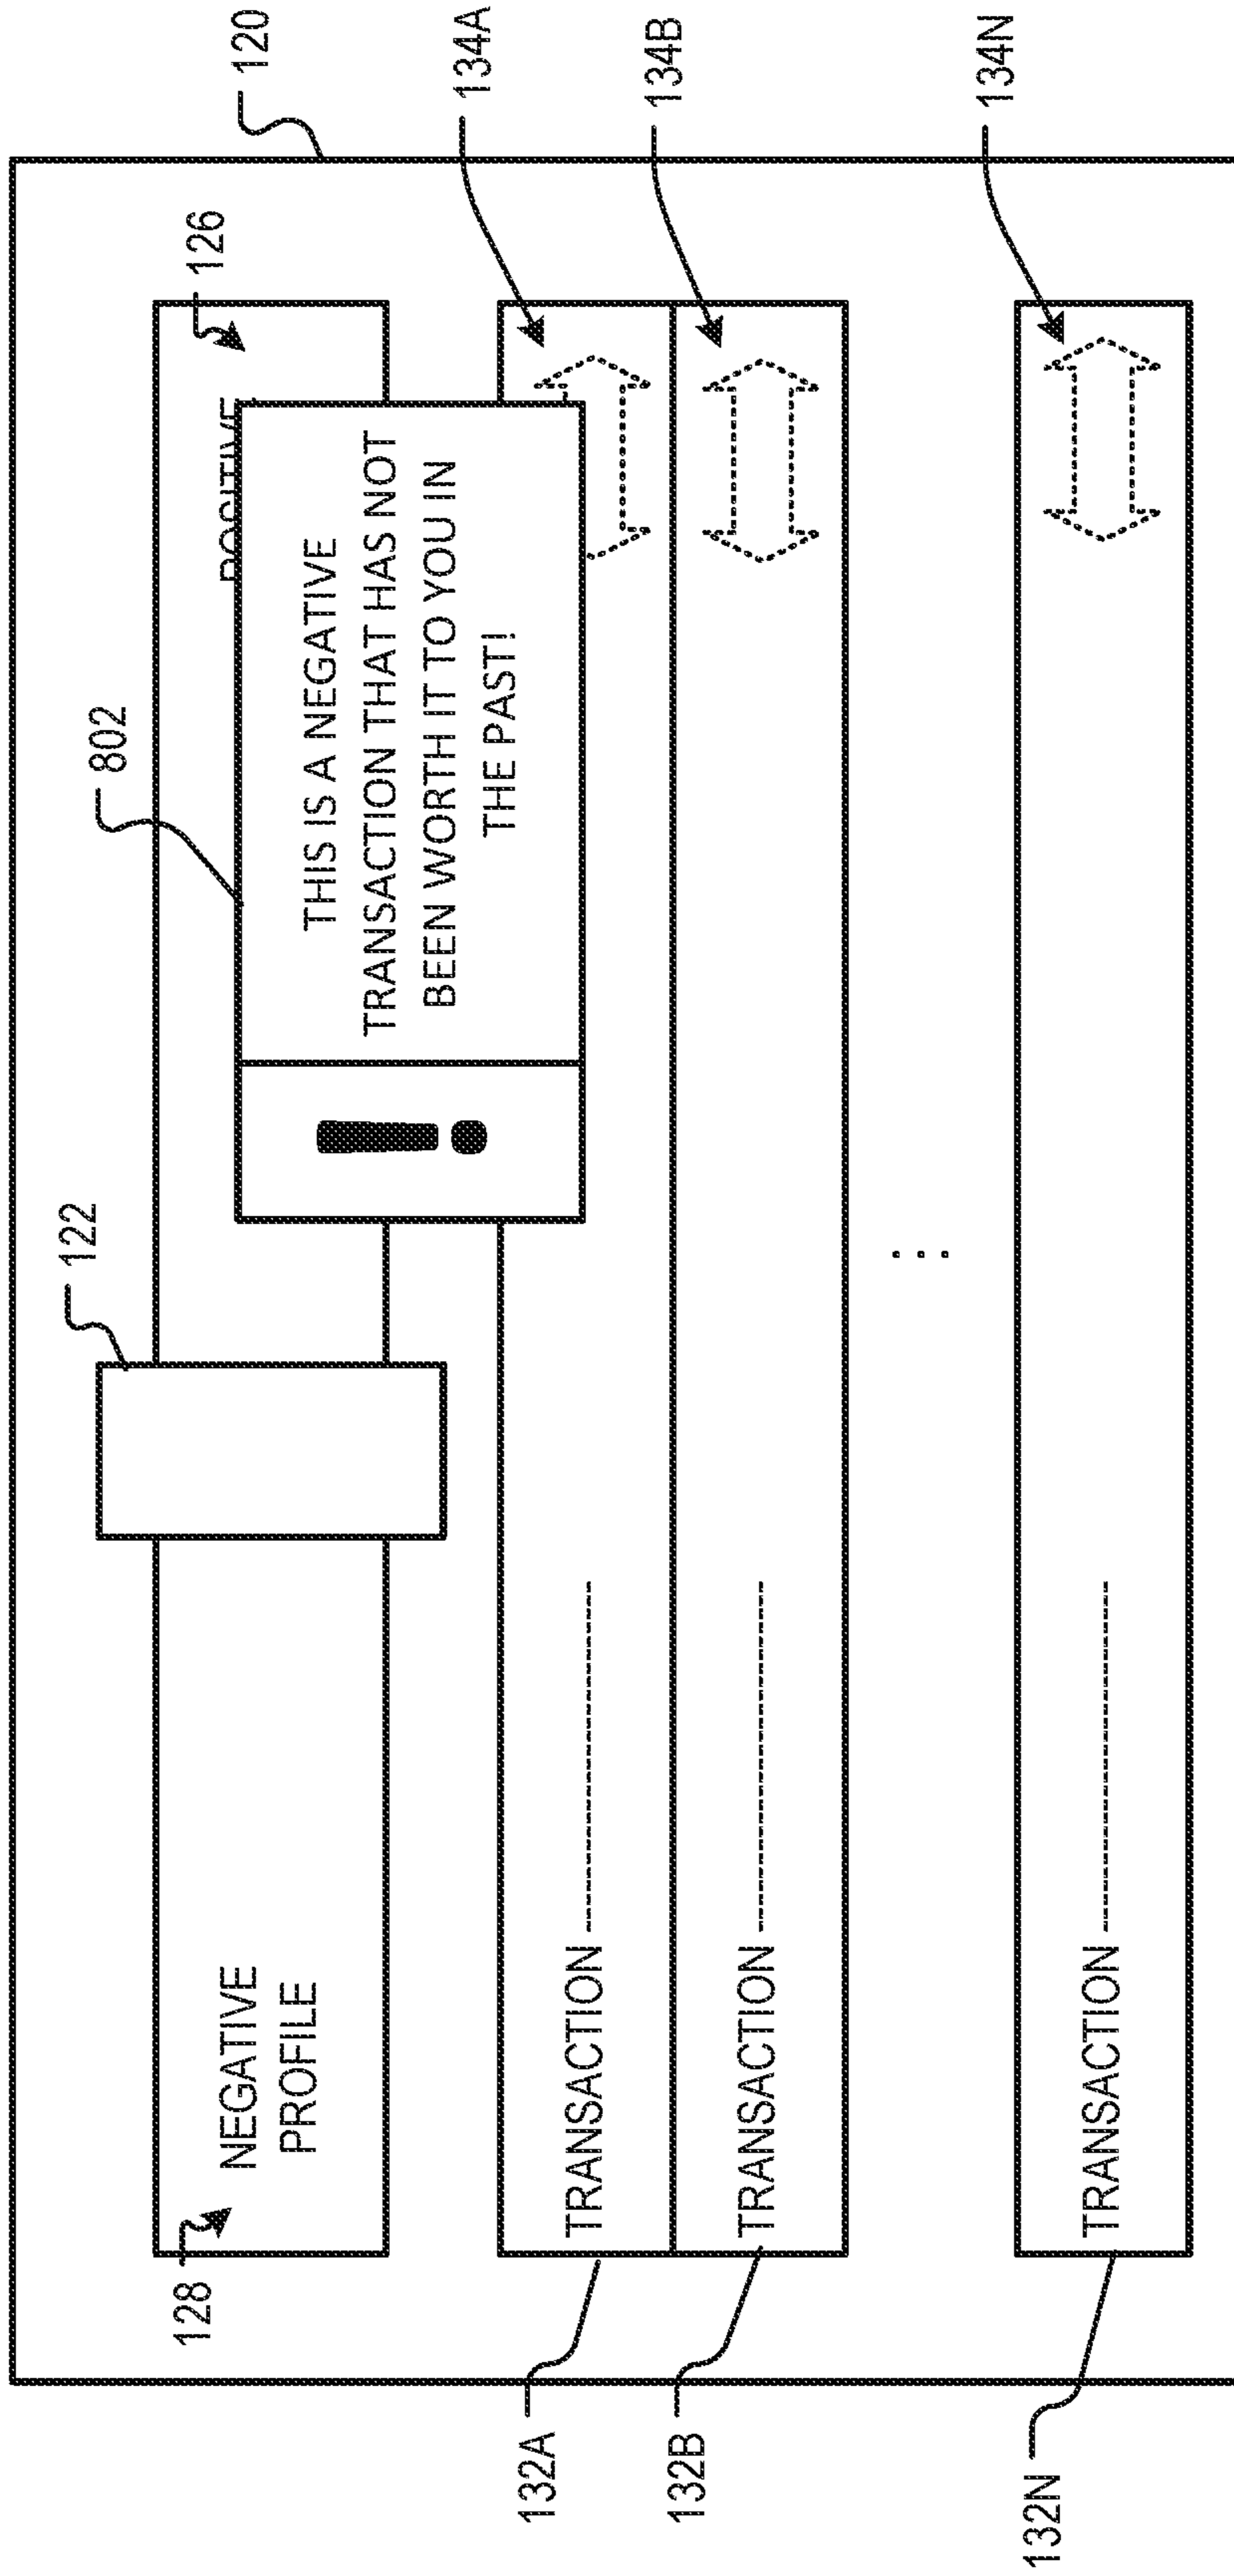 122
802
128
126
120
NEGATIVE
PROFILE
POSITIVE
THIS IS A NEGATIVE
TRANSACTION THAT HAS NOT
BEEN WORTH IT TO YOU IN
THE PAST!
!
134A
132A
TRANSACTION
134B
132B
TRANSACTION
134N
132N
TRANSACTION